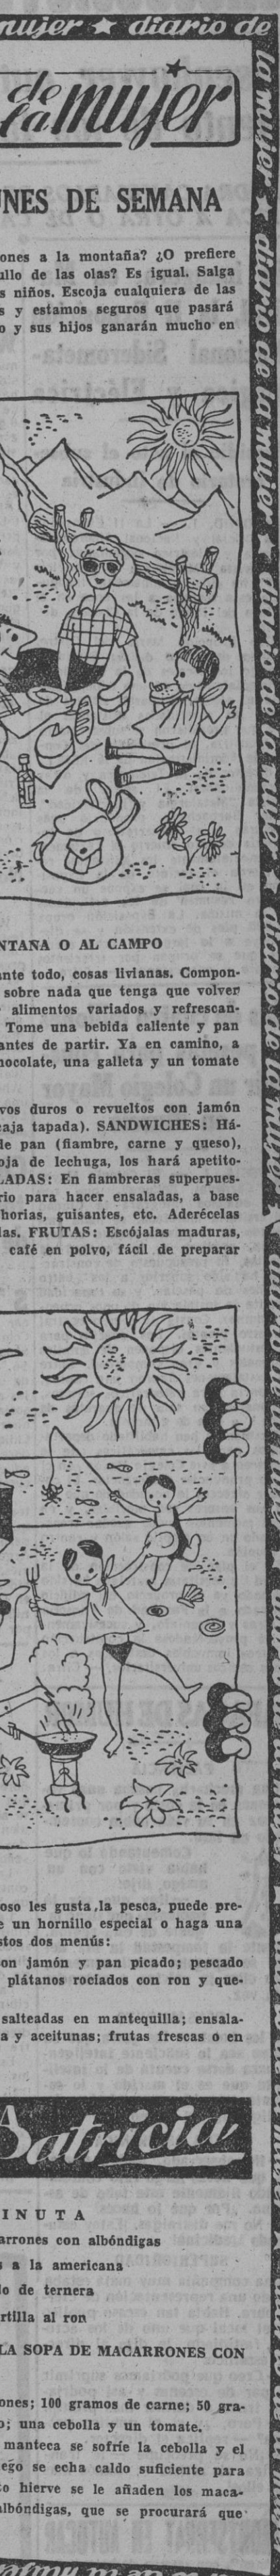 mujer ★ diario de
la mujer ★ diario de la mujer ★ diario de la mujer ★ diario de la mujer
de
la mujer
UNES DE SEMANA
ones a la montaña? ¿O prefiere
ullo de las olas? Es igual. Salga
s niños. Escoja cualquiera de las
s y estamos seguros que pasará
o y sus hijos ganarán mucho en
NTAÑA O AL CAMPO
ante todo, cosas livianas. Compon-
sobre nada que tenga que volver
alimentos variados y refrescan-
Tome una bebida caliente y pan
antes de partir. Ya en camino, a
hocolate, una galleta y un tomate
vos duros o revueltos con jamón
caja tapada). SANDWICHES: Há-
de pan (fiambre, carne y queso),
oja de lechuga, los hará apetito-
LADAS: En fiambreras superpues-
rio para hacer ensaladas, a base
horias, guisantes, etc. Aderécelas
las. FRUTAS: Escójalas maduras,
café en polvo, fácil de preparar
oso les gusta la pesca, puede pre-
e un hornillo especial o haga una
stos dos menús:
on jamón y pan picado; pescado
plátanos rociados con ron y que-
salteadas en mantequilla; ensala-
a y aceitunas; frutas frescas o en
Patricia
INUTA
arrones con albóndigas
s a la americana
lo de ternera
rtilla al ron
LA SOPA DE MACARRONES CON
ones; 100 gramos de carne; 50 gra-
o; una cebolla y un tomate.
manteca se sofríe la cebolla y el
ego se echa caldo suficiente para
to hierve se le añaden los maca-
albóndigas, que se procurará que